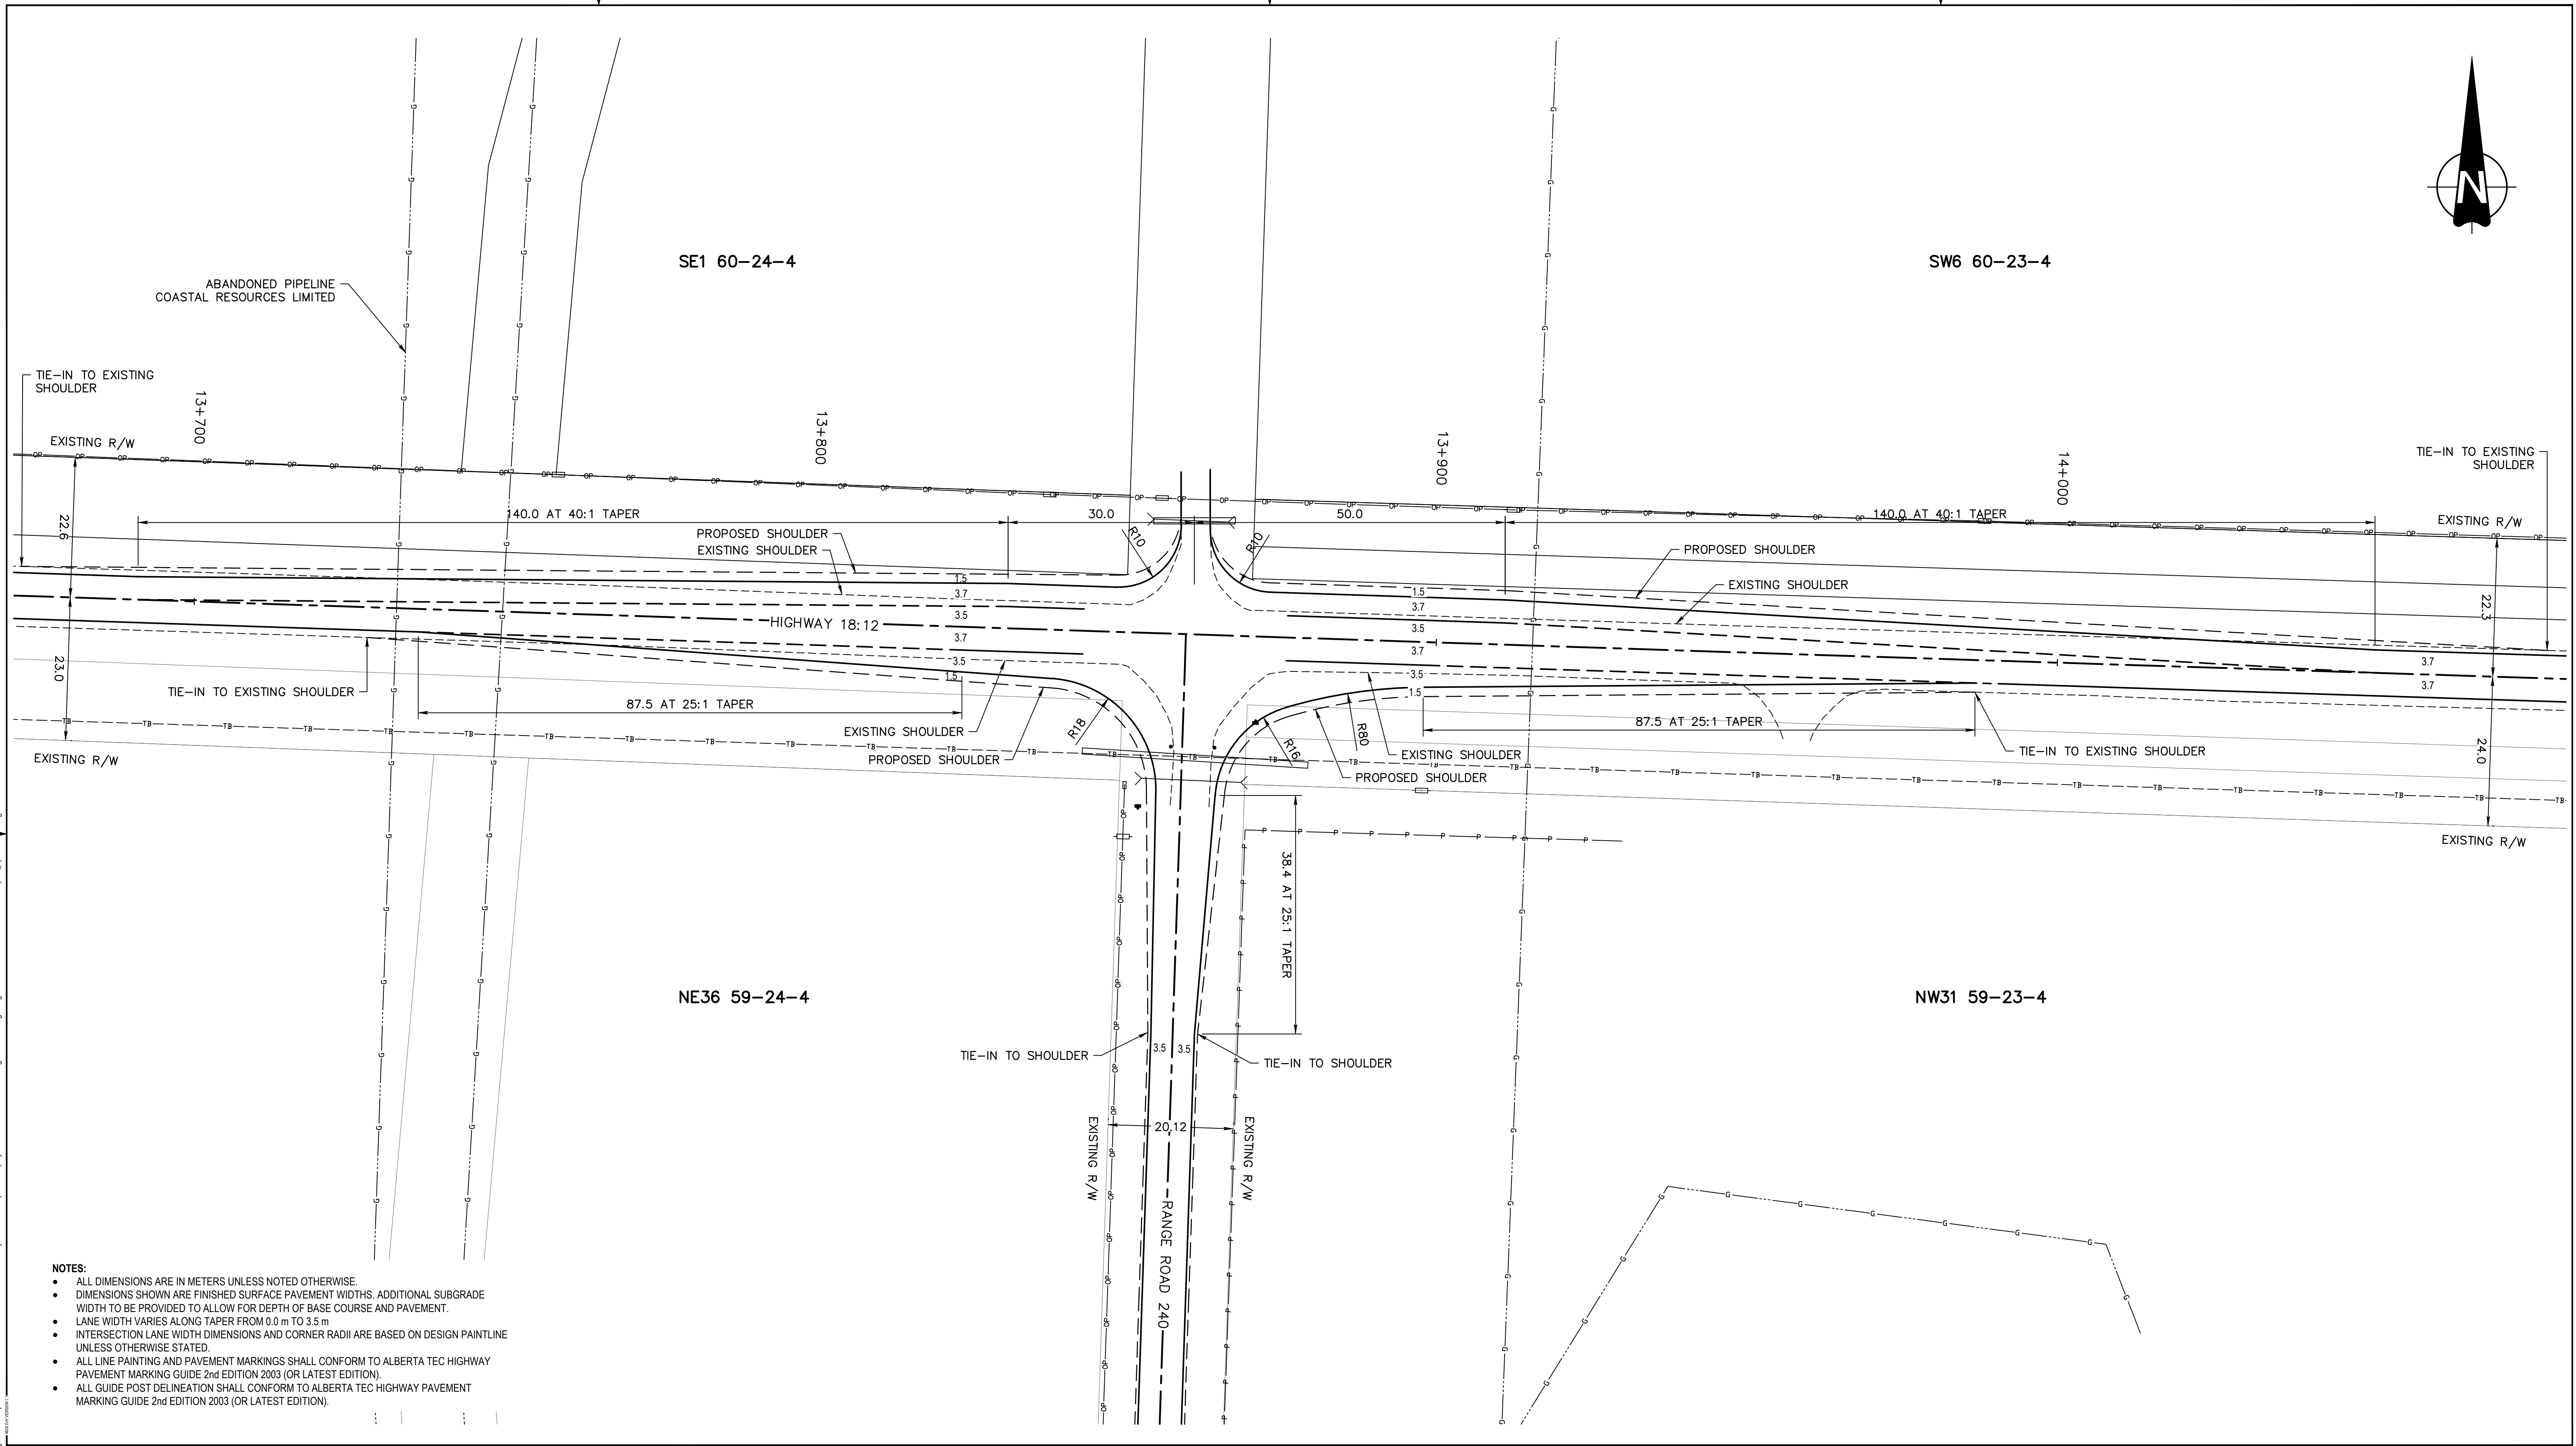 N
SE1 60-24-4
SW6 60-23-4
ABANDONED PIPELINE
COASTAL RESOURCES LIMITED
TIE-IN TO EXISTING
SHOULDER
13+700
13+800
13+900
14+000
TIE-IN TO EXISTING
SHOULDER
EXISTING R/W
EXISTING R/W
22.6
140.0 AT 40:1 TAPER
30.0
50.0
140.0 AT 40:1 TAPER
22.3
PROPOSED SHOULDER
EXISTING SHOULDER
R10
R10
PROPOSED SHOULDER
EXISTING SHOULDER
1.5
3.7
3.5
3.7
3.5
1.5
HIGHWAY 18:12
1.5
3.7
3.5
3.7
3.5
1.5
3.7
3.7
23.0
TIE-IN TO EXISTING SHOULDER
87.5 AT 25:1 TAPER
EXISTING SHOULDER
PROPOSED SHOULDER
R18
R16
R80
EXISTING SHOULDER
PROPOSED SHOULDER
87.5 AT 25:1 TAPER
TIE-IN TO EXISTING SHOULDER
24.0
EXISTING R/W
EXISTING R/W
38.4 AT 25:1 TAPER
NE36 59-24-4
NW31 59-23-4
TIE-IN TO SHOULDER
3.5
3.5
TIE-IN TO SHOULDER
EXISTING R/W
20.12
EXISTING R/W
RANGE ROAD 240
NOTES:
• ALL DIMENSIONS ARE IN METERS UNLESS NOTED OTHERWISE.
• DIMENSIONS SHOWN ARE FINISHED SURFACE PAVEMENT WIDTHS. ADDITIONAL SUBGRADE
WIDTH TO BE PROVIDED TO ALLOW FOR DEPTH OF BASE COURSE AND PAVEMENT.
• LANE WIDTH VARIES ALONG TAPER FROM 0.0 m TO 3.5 m
• INTERSECTION LANE WIDTH DIMENSIONS AND CORNER RADII ARE BASED ON DESIGN PAINTLINE
UNLESS OTHERWISE STATED.
• ALL LINE PAINTING AND PAVEMENT MARKINGS SHALL CONFORM TO ALBERTA TEC HIGHWAY
PAVEMENT MARKING GUIDE 2nd EDITION 2003 (OR LATEST EDITION).
• ALL GUIDE POST DELINEATION SHALL CONFORM TO ALBERTA TEC HIGHWAY PAVEMENT
MARKING GUIDE 2nd EDITION 2003 (OR LATEST EDITION).